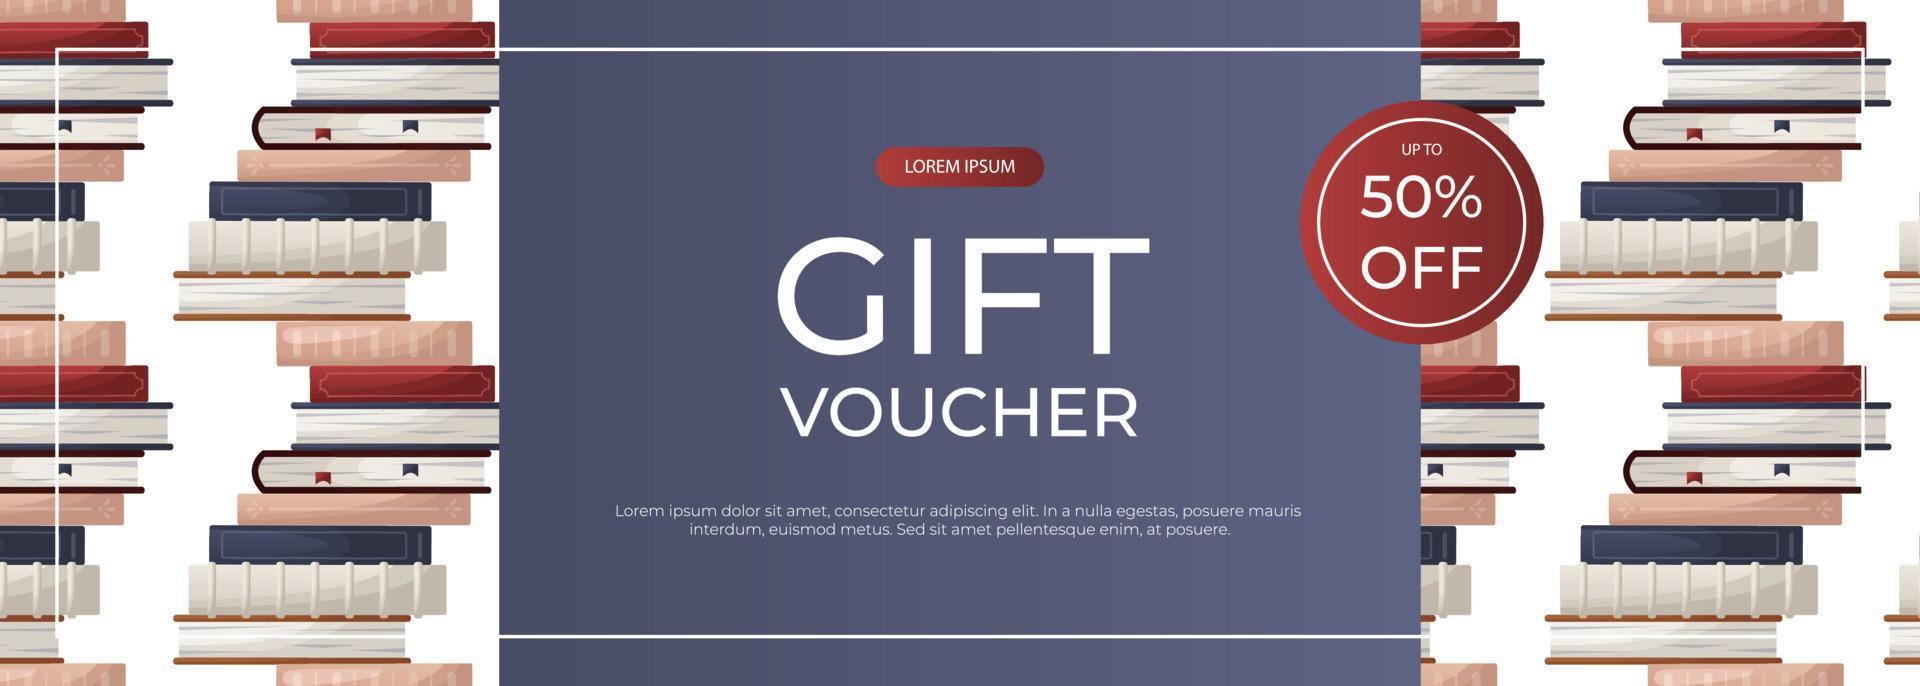 LOREM IPSUM
GIFT
VOUCHER
Lorem ipsum dolor sit amet, consectetur adipiscing elit. In a nulla egestas, posuere mauris
interdum, euismod metus. Sed sit amet pellentesque enim, at posuere.
UP TO
50%
OFF